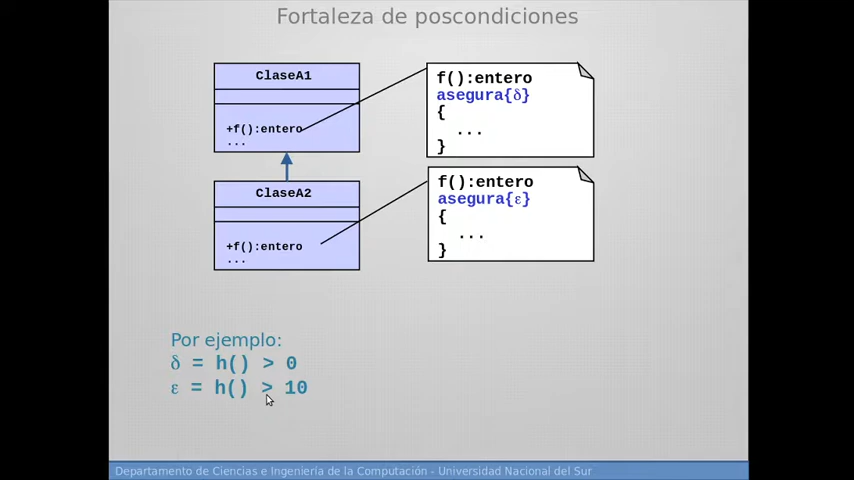 Fortaleza de poscondiciones
ClaseA1
+f():entero
...
f():entero
asegura{δ}
{
...
}
ClaseA2
+f():entero
...
f():entero
asegura{ε}
{
...
}
Por ejemplo:
δ = h() > 0
ε = h() > 10
Departamento de Ciencias e Ingeniería de la Computación - Universidad Nacional del Sur